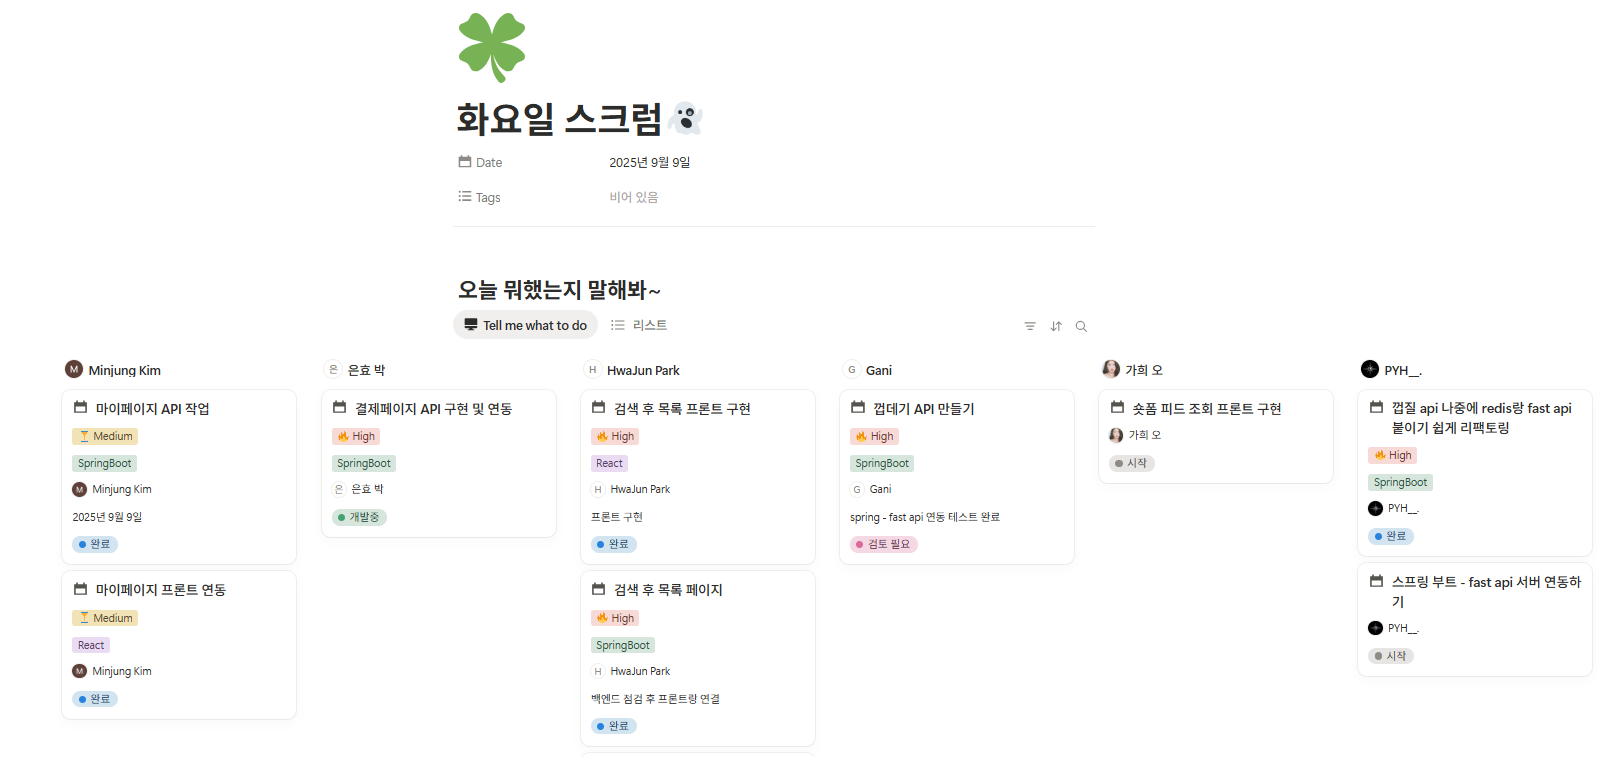 화요일 스크럼
Date 2025년 9월 9일
Tags 비어 있음
오늘 뭐했는지 말해봐~
Tell me what to do 리스트
M Minjung Kim
마이페이지 API 작업
Medium
SpringBoot
M Minjung Kim
2025년 9월 9일
완료
마이페이지 프론트 연동
Medium
React
M Minjung Kim
완료
은 은효 박
결제페이지 API 구현 및 연동
High
SpringBoot
은 은효 박
개발중
H HwaJun Park
검색 후 목록 프론트 구현
High
React
H HwaJun Park
프론트 구현
완료
검색 후 목록 페이지
High
SpringBoot
H HwaJun Park
백엔드 점검 후 프론트랑 연결
완료
G Gani
껍데기 API 만들기
High
SpringBoot
G Gani
spring - fast api 연동 테스트 완료
검토 필요
가희 오
숏폼 피드 조회 프론트 구현
가희 오
시작
PYH__.
껍질 api 나중에 redis랑 fast api
붙이기 쉽게 리팩토링
High
SpringBoot
PYH__.
완료
스프링 부트 - fast api 서버 연동하
기
PYH__.
시작